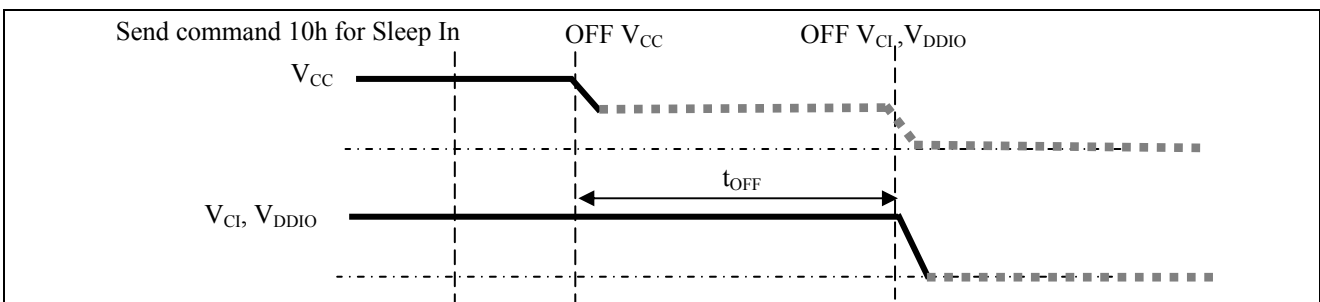 Send command 10h for Sleep In OFF VCC OFF VCI,VDDIO
VCC
tOFF
VCI, VDDIO